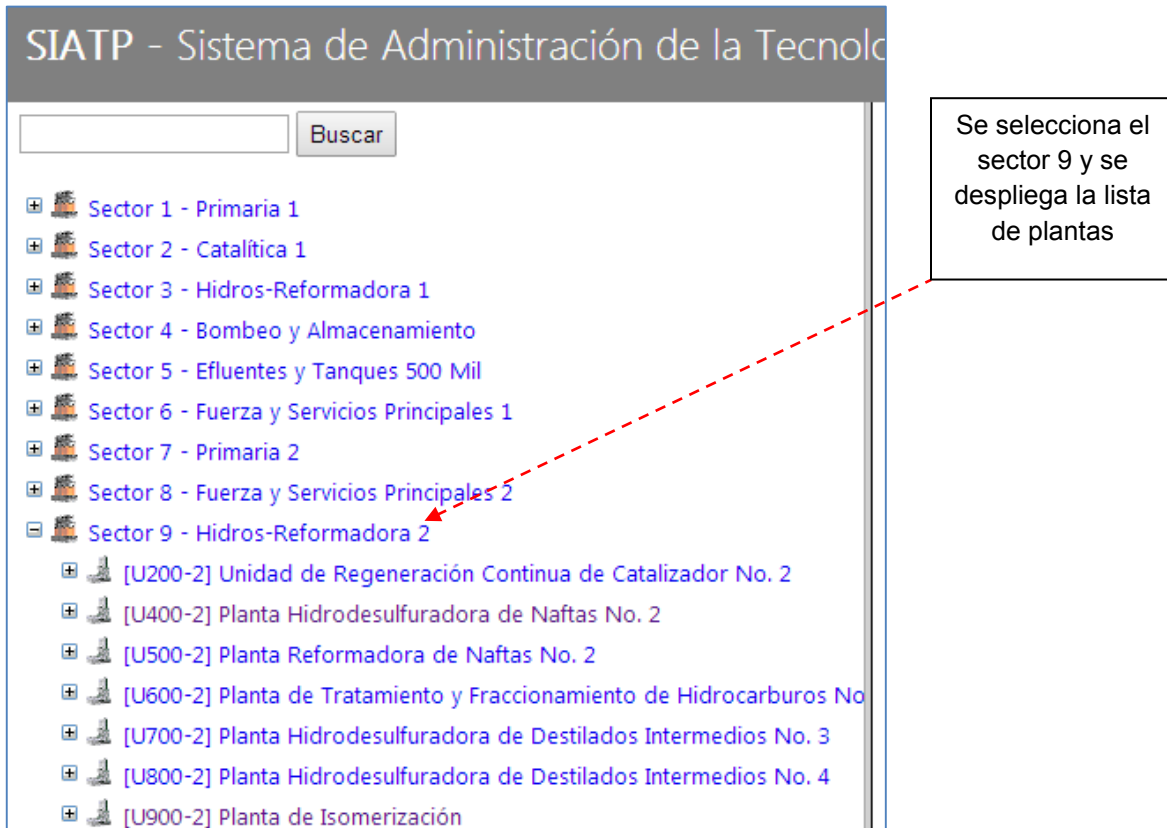 SIATP - Sistema de Administración de la
Buscar
Sector 1 - Primaria 1
Sector 2 - Catalítica 1
Sector 3 - Hidros-Reformadora 1
Sector 4 - Bombeo y Almacenamiento
Sector 5 - Efluentes y Tanques 500 Mil
Sector 6 - Fuerza y Servicios Principales 1
Sector 7 - Primaria 2
Sector 8 - Fuerza y Servicios Principales 2
Sector 9 - Hidros-Reformadora 2
[U200-2] Unidad de Regeneración Continua de Catalizador No. 2
[U400-2] Planta Hidrodesulfuradora de Naftas No. 2
[U500-2] Planta Reformadora de Naftas No. 2
[U600-2] Planta de Tratamiento y Fraccionamiento de Hidrocarburos No
[U700-2] Planta Hidrodesulfuradora de Destilados Intermedios No. 3
[U800-2] Planta Hidrodesulfuradora de Destilados Intermedios No. 4
[U900-2] Planta de Isomerización
Se selecciona el
sector 9 y se
despliega la lista
de plantas